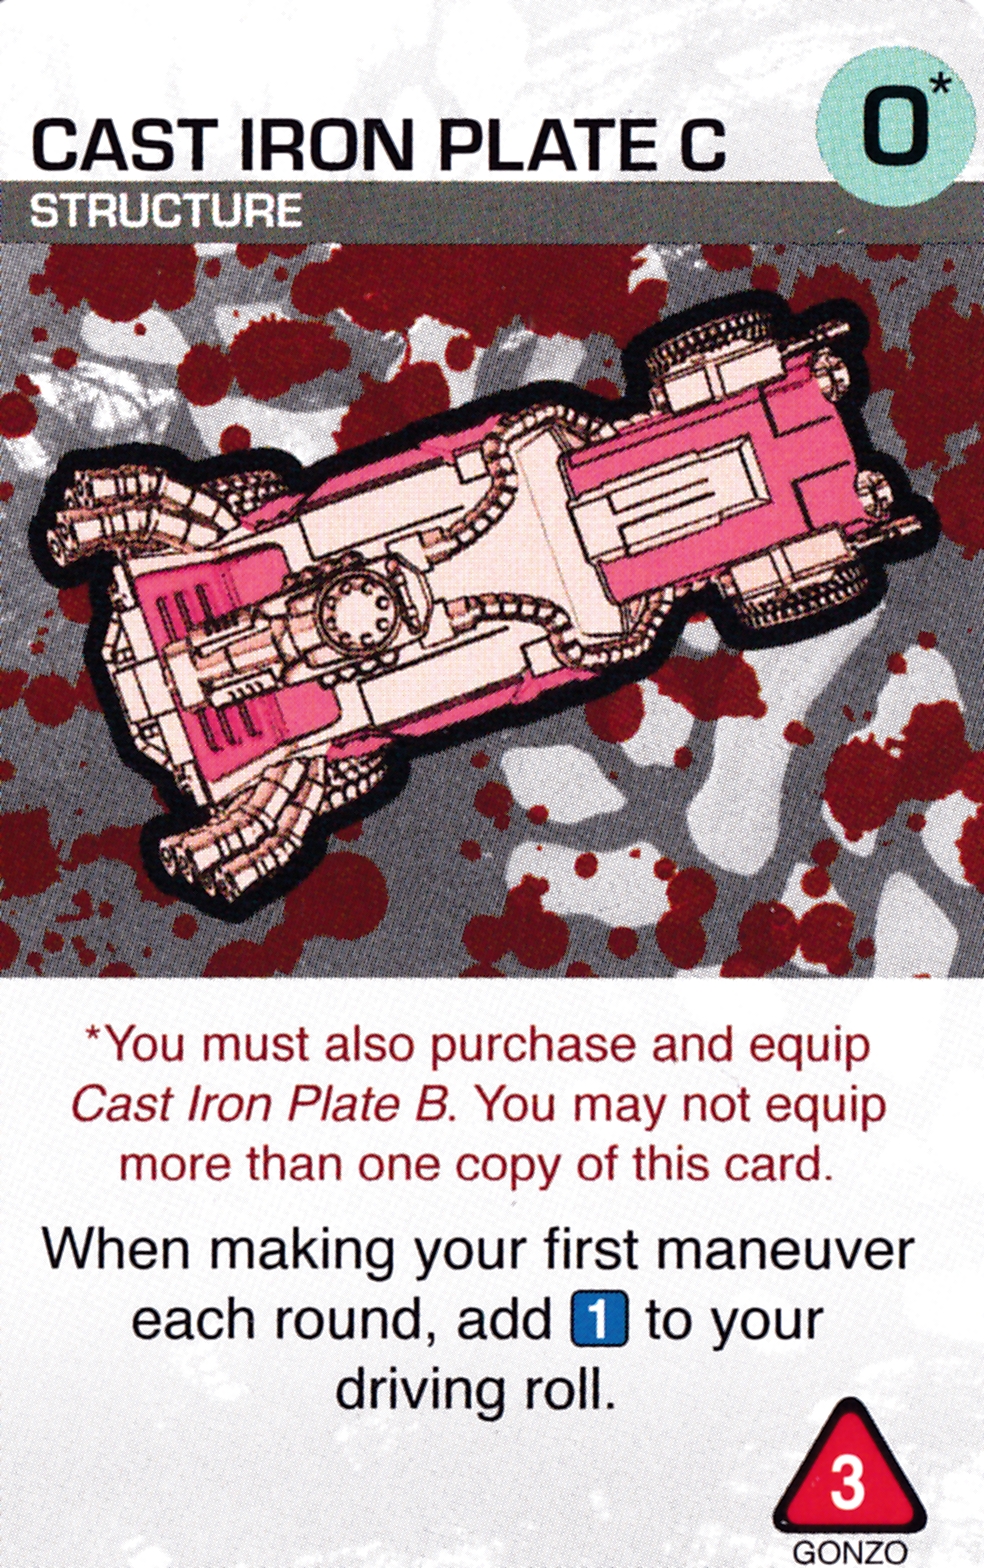 CAST IRON PLATE C
0*
STRUCTURE
*You must also purchase and equip
Cast Iron Plate B. You may not equip
more than one copy of this card.
When making your first maneuver
each round, add 1 to your
driving roll.
3
GONZO